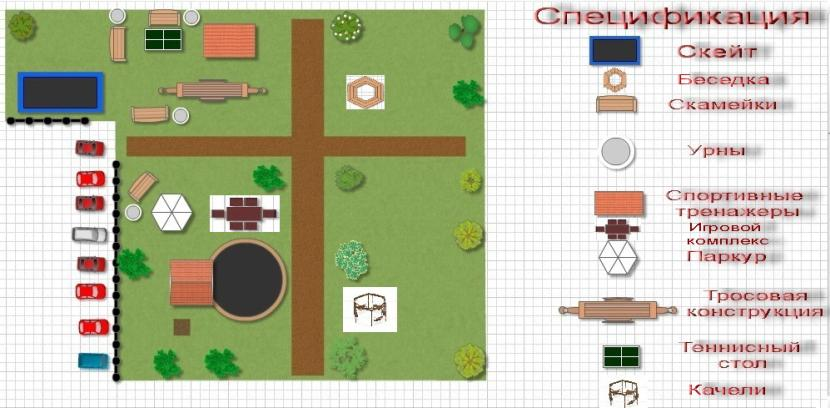 Спецификация
Скейт
Беседка
Скамейки
Урны
Спортивные
тренажеры
Игровой
комплекс
Паркур
Тросовая
конструкция
Теннисный
стол
Качели